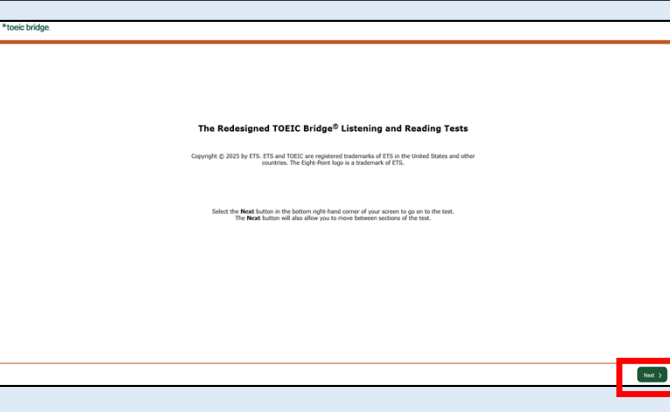 toeic bridge.
The Redesigned TOEIC Bridge® Listening and Reading Tests
Copyright © 2025 by ETS. ETS and TOEIC are registered trademarks of ETS in the United States and other
countries. The Eight-Point logo is a trademark of ETS.
Select the Next button in the bottom right-hand corner of your screen to go on to the test.
The Next button will also allow you to move between sections of the test.
Next >